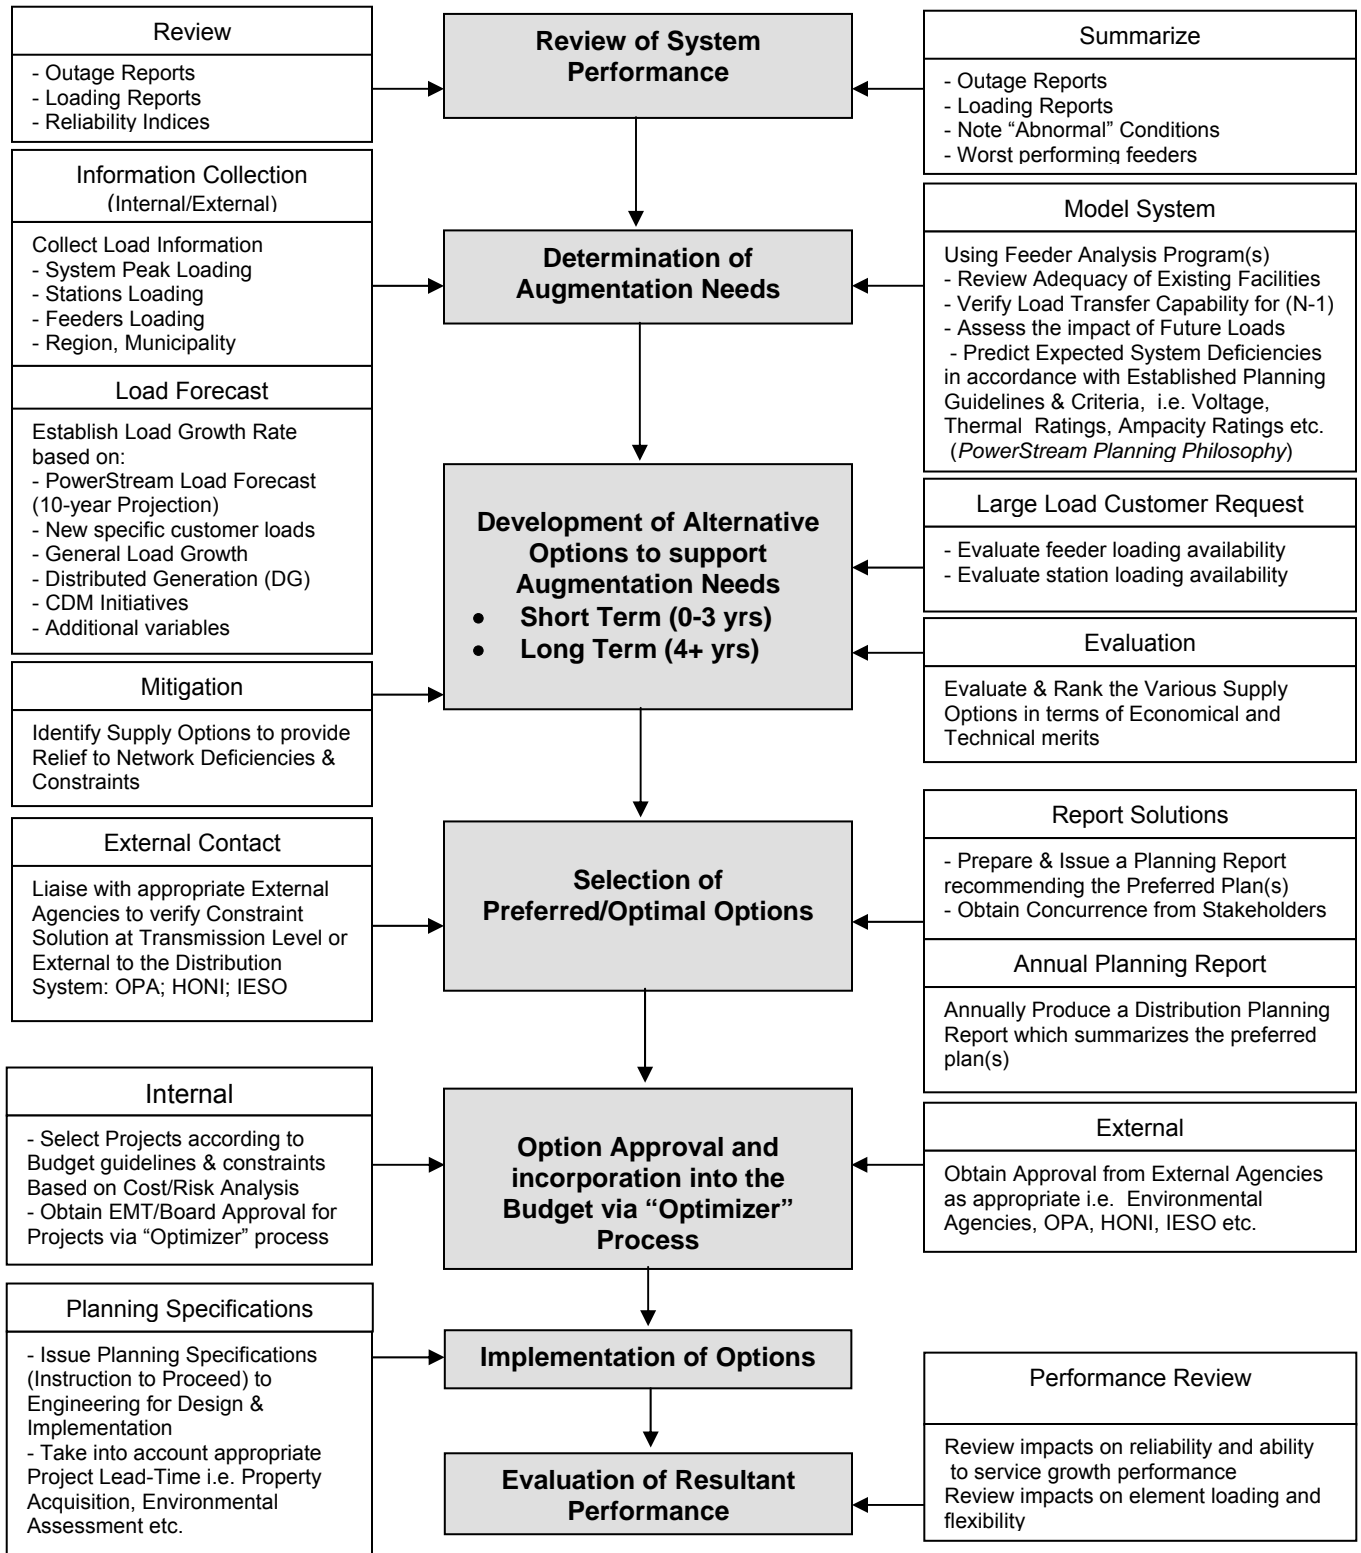 Review
- Outage Reports
- Loading Reports
- Reliability Indices
Review of System
Performance
Summarize
- Outage Reports
- Loading Reports
- Note “Abnormal” Conditions
- Worst performing feeders
Information Collection
(Internal/External)
Collect Load Information
- System Peak Loading
- Stations Loading
- Feeders Loading
- Region, Municipality
Determination of
Augmentation Needs
Model System
Using Feeder Analysis Program(s)
- Review Adequacy of Existing Facilities
- Verify Load Transfer Capability for (N-1)
- Assess the impact of Future Loads
- Predict Expected System Deficiencies
in accordance with Established Planning
Guidelines & Criteria, i.e. Voltage,
Thermal Ratings, Ampacity Ratings etc.
(PowerStream Planning Philosophy)
Load Forecast
Establish Load Growth Rate
based on:
- PowerStream Load Forecast
(10-year Projection)
- New specific customer loads
- General Load Growth
- Distributed Generation (DG)
- CDM Initiatives
- Additional variables
Development of Alternative
Options to support
Augmentation Needs
• Short Term (0-3 yrs)
• Long Term (4+ yrs)
Large Load Customer Request
- Evaluate feeder loading availability
- Evaluate station loading availability
Mitigation
Identify Supply Options to provide
Relief to Network Deficiencies &
Constraints
Evaluation
Evaluate & Rank the Various Supply
Options in terms of Economical and
Technical merits
External Contact
Liaise with appropriate External
Agencies to verify Constraint
Solution at Transmission Level or
External to the Distribution
System: OPA; HONI; IESO
Selection of
Preferred/Optimal Options
Report Solutions
- Prepare & Issue a Planning Report
recommending the Preferred Plan(s)
- Obtain Concurrence from Stakeholders
Annual Planning Report
Annually Produce a Distribution Planning
Report which summarizes the preferred
plan(s)
Internal
- Select Projects according to
Budget guidelines & constraints
Based on Cost/Risk Analysis
- Obtain EMT/Board Approval for
Projects via “Optimizer” process
Option Approval and
incorporation into the
Budget via “Optimizer”
Process
External
Obtain Approval from External Agencies
as appropriate i.e. Environmental
Agencies, OPA, HONI, IESO etc.
Planning Specifications
- Issue Planning Specifications
(Instruction to Proceed) to
Engineering for Design &
Implementation
- Take into account appropriate
Project Lead-Time i.e. Property
Acquisition, Environmental
Assessment etc.
Implementation of Options
Evaluation of Resultant
Performance
Performance Review
Review impacts on reliability and ability
to service growth performance
Review impacts on element loading and
flexibility